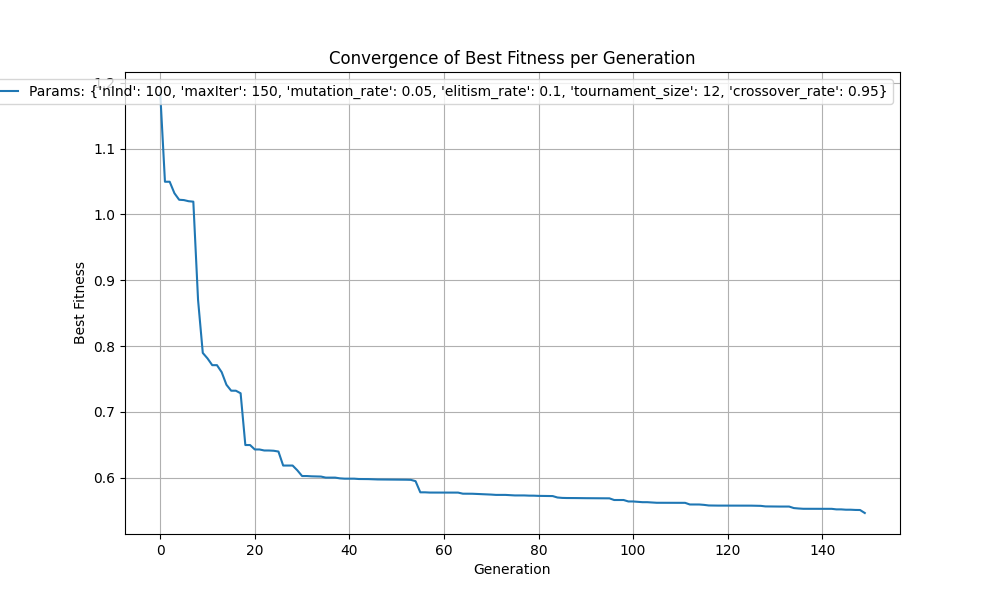 Convergence of Best Fitness per Generation
1.2
Params: {'nInd': 100, 'maxIter': 150, 'mutation_rate': 0.05, 'elitism_rate': 0.1, 'tournament_size': 12, 'crossover_rate': 0.95}
1.1
1.0
0.9
0.8
0.7
0.6
Best Fitness
0 20 40 60 80 100 120 140
Generation